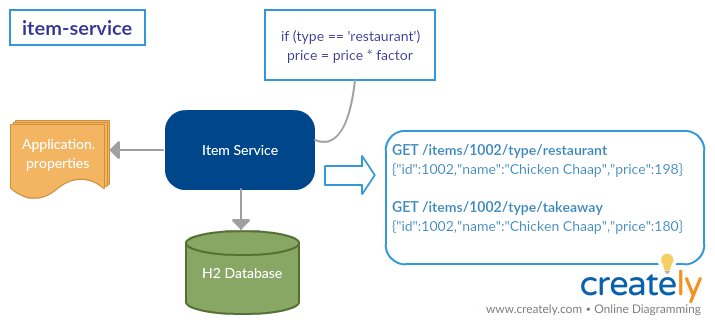 item-service
if (type == 'restaurant')
price = price * factor
Application.
properties
Item Service
GET /items/1002/type/restaurant
{"id":1002,"name":"Chicken Chaap","price":198}
GET /items/1002/type/takeaway
{"id":1002,"name":"Chicken Chaap","price":180}
H2 Database
creately
www.creately.com • Online Diagramming